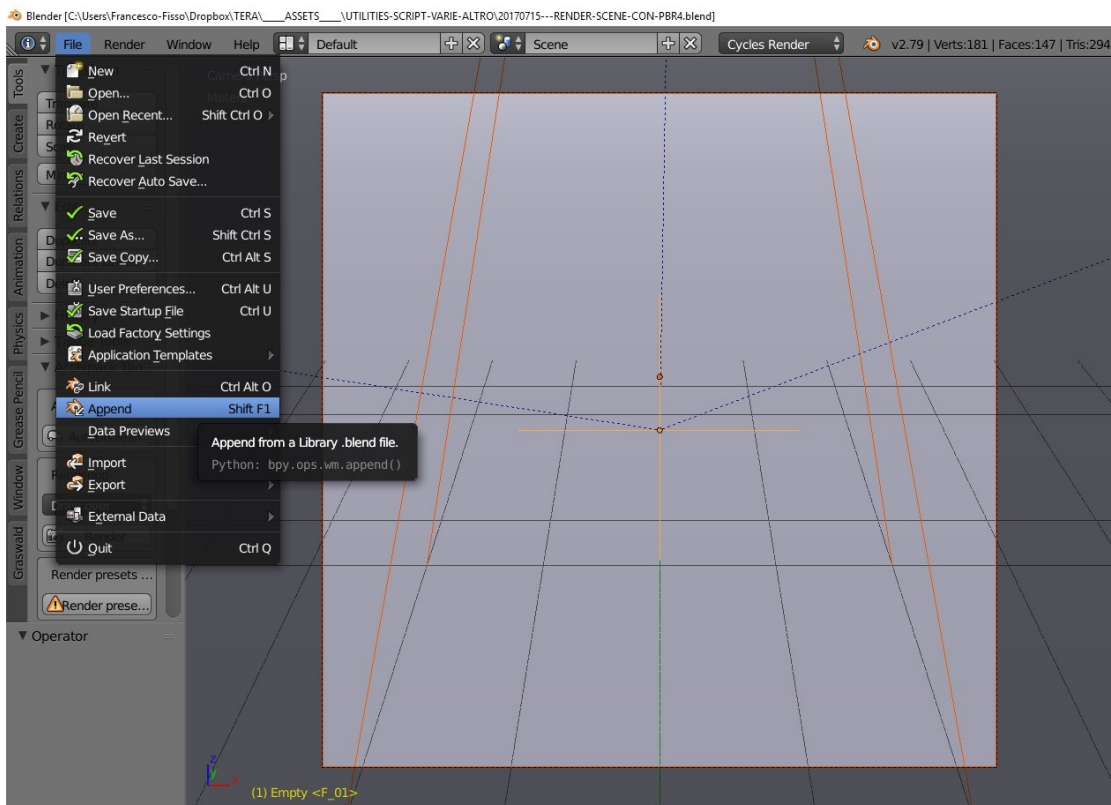 Blender [C:\Users\Francesco-Fisso\Dropbox\TERA\____ASSETS____\UTILITIES-SCRIPT-VARIE-ALTRO\20170715---RENDER-SCENE-CON-PBR4.blend]
File Render Window Help Default Scene Cycles Render v2.79 | Verts:181 | Faces:147 | Tris:294
Tools
Create
Relations
Animation
Physics
Grease Pencil
Window
Graswald
New Ctrl N
Open... Ctrl O
Open Recent... Shift Ctrl O
Revert
Recover Last Session
Recover Auto Save...
Save Ctrl S
Save As... Shift Ctrl S
Save Copy... Ctrl Alt S
User Preferences... Ctrl Alt U
Save Startup File Ctrl U
Load Factory Settings
Application Templates
Link Ctrl Alt O
Append Shift F1
Data Previews
Import
Export
External Data
Quit Ctrl Q
Append from a Library .blend file.
Python: bpy.ops.wm.append()
Render presets ...
Render prese...
Operator
z
y
x
(1) Empty <F_01>